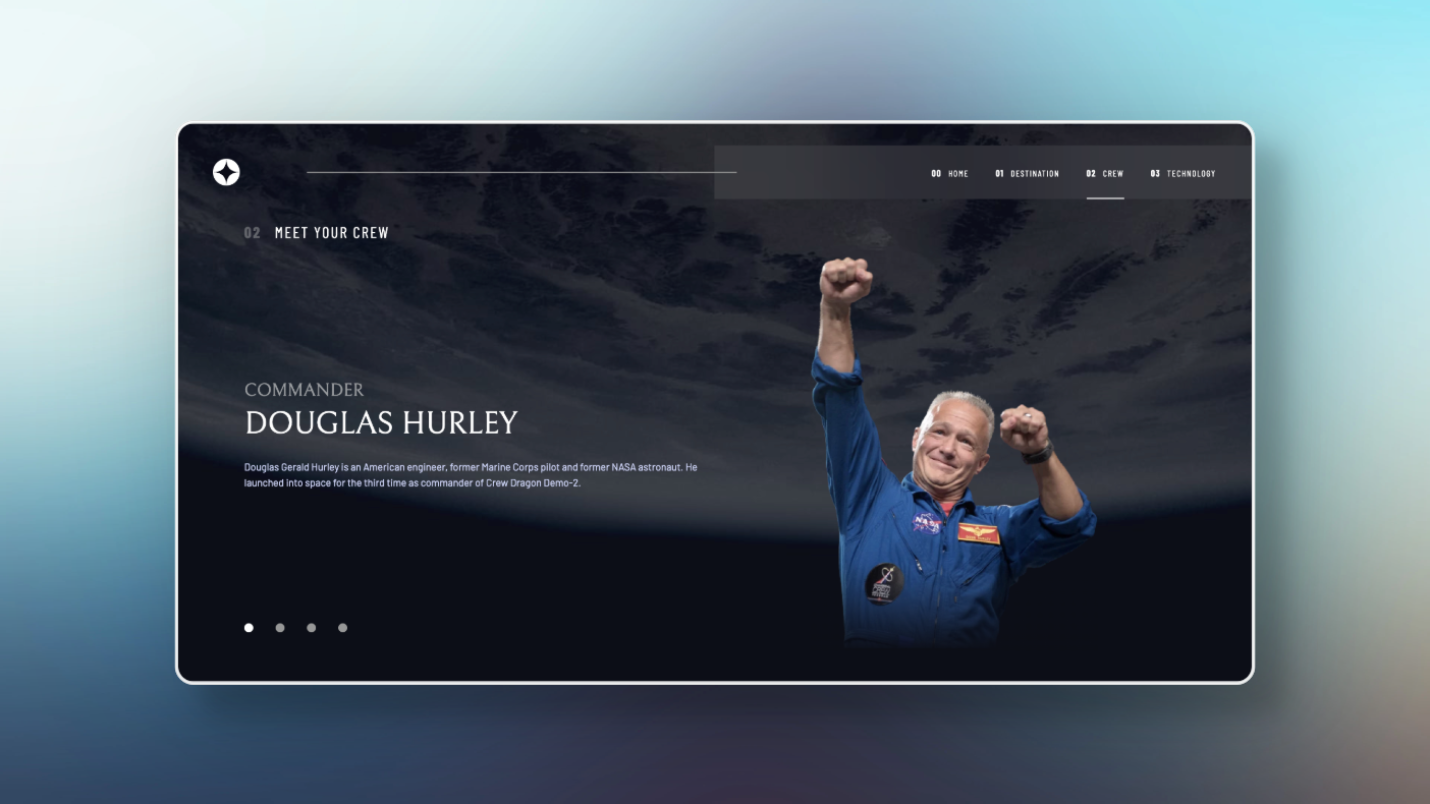 00 HOME 01 DESTINATION 02 CREW 03 TECHNOLOGY
02 MEET YOUR CREW
COMMANDER
DOUGLAS HURLEY
Douglas Gerald Hurley is an American engineer, former Marine Corps pilot and former NASA astronaut. He
launched into space for the third time as commander of Crew Dragon Demo-2.
NASA